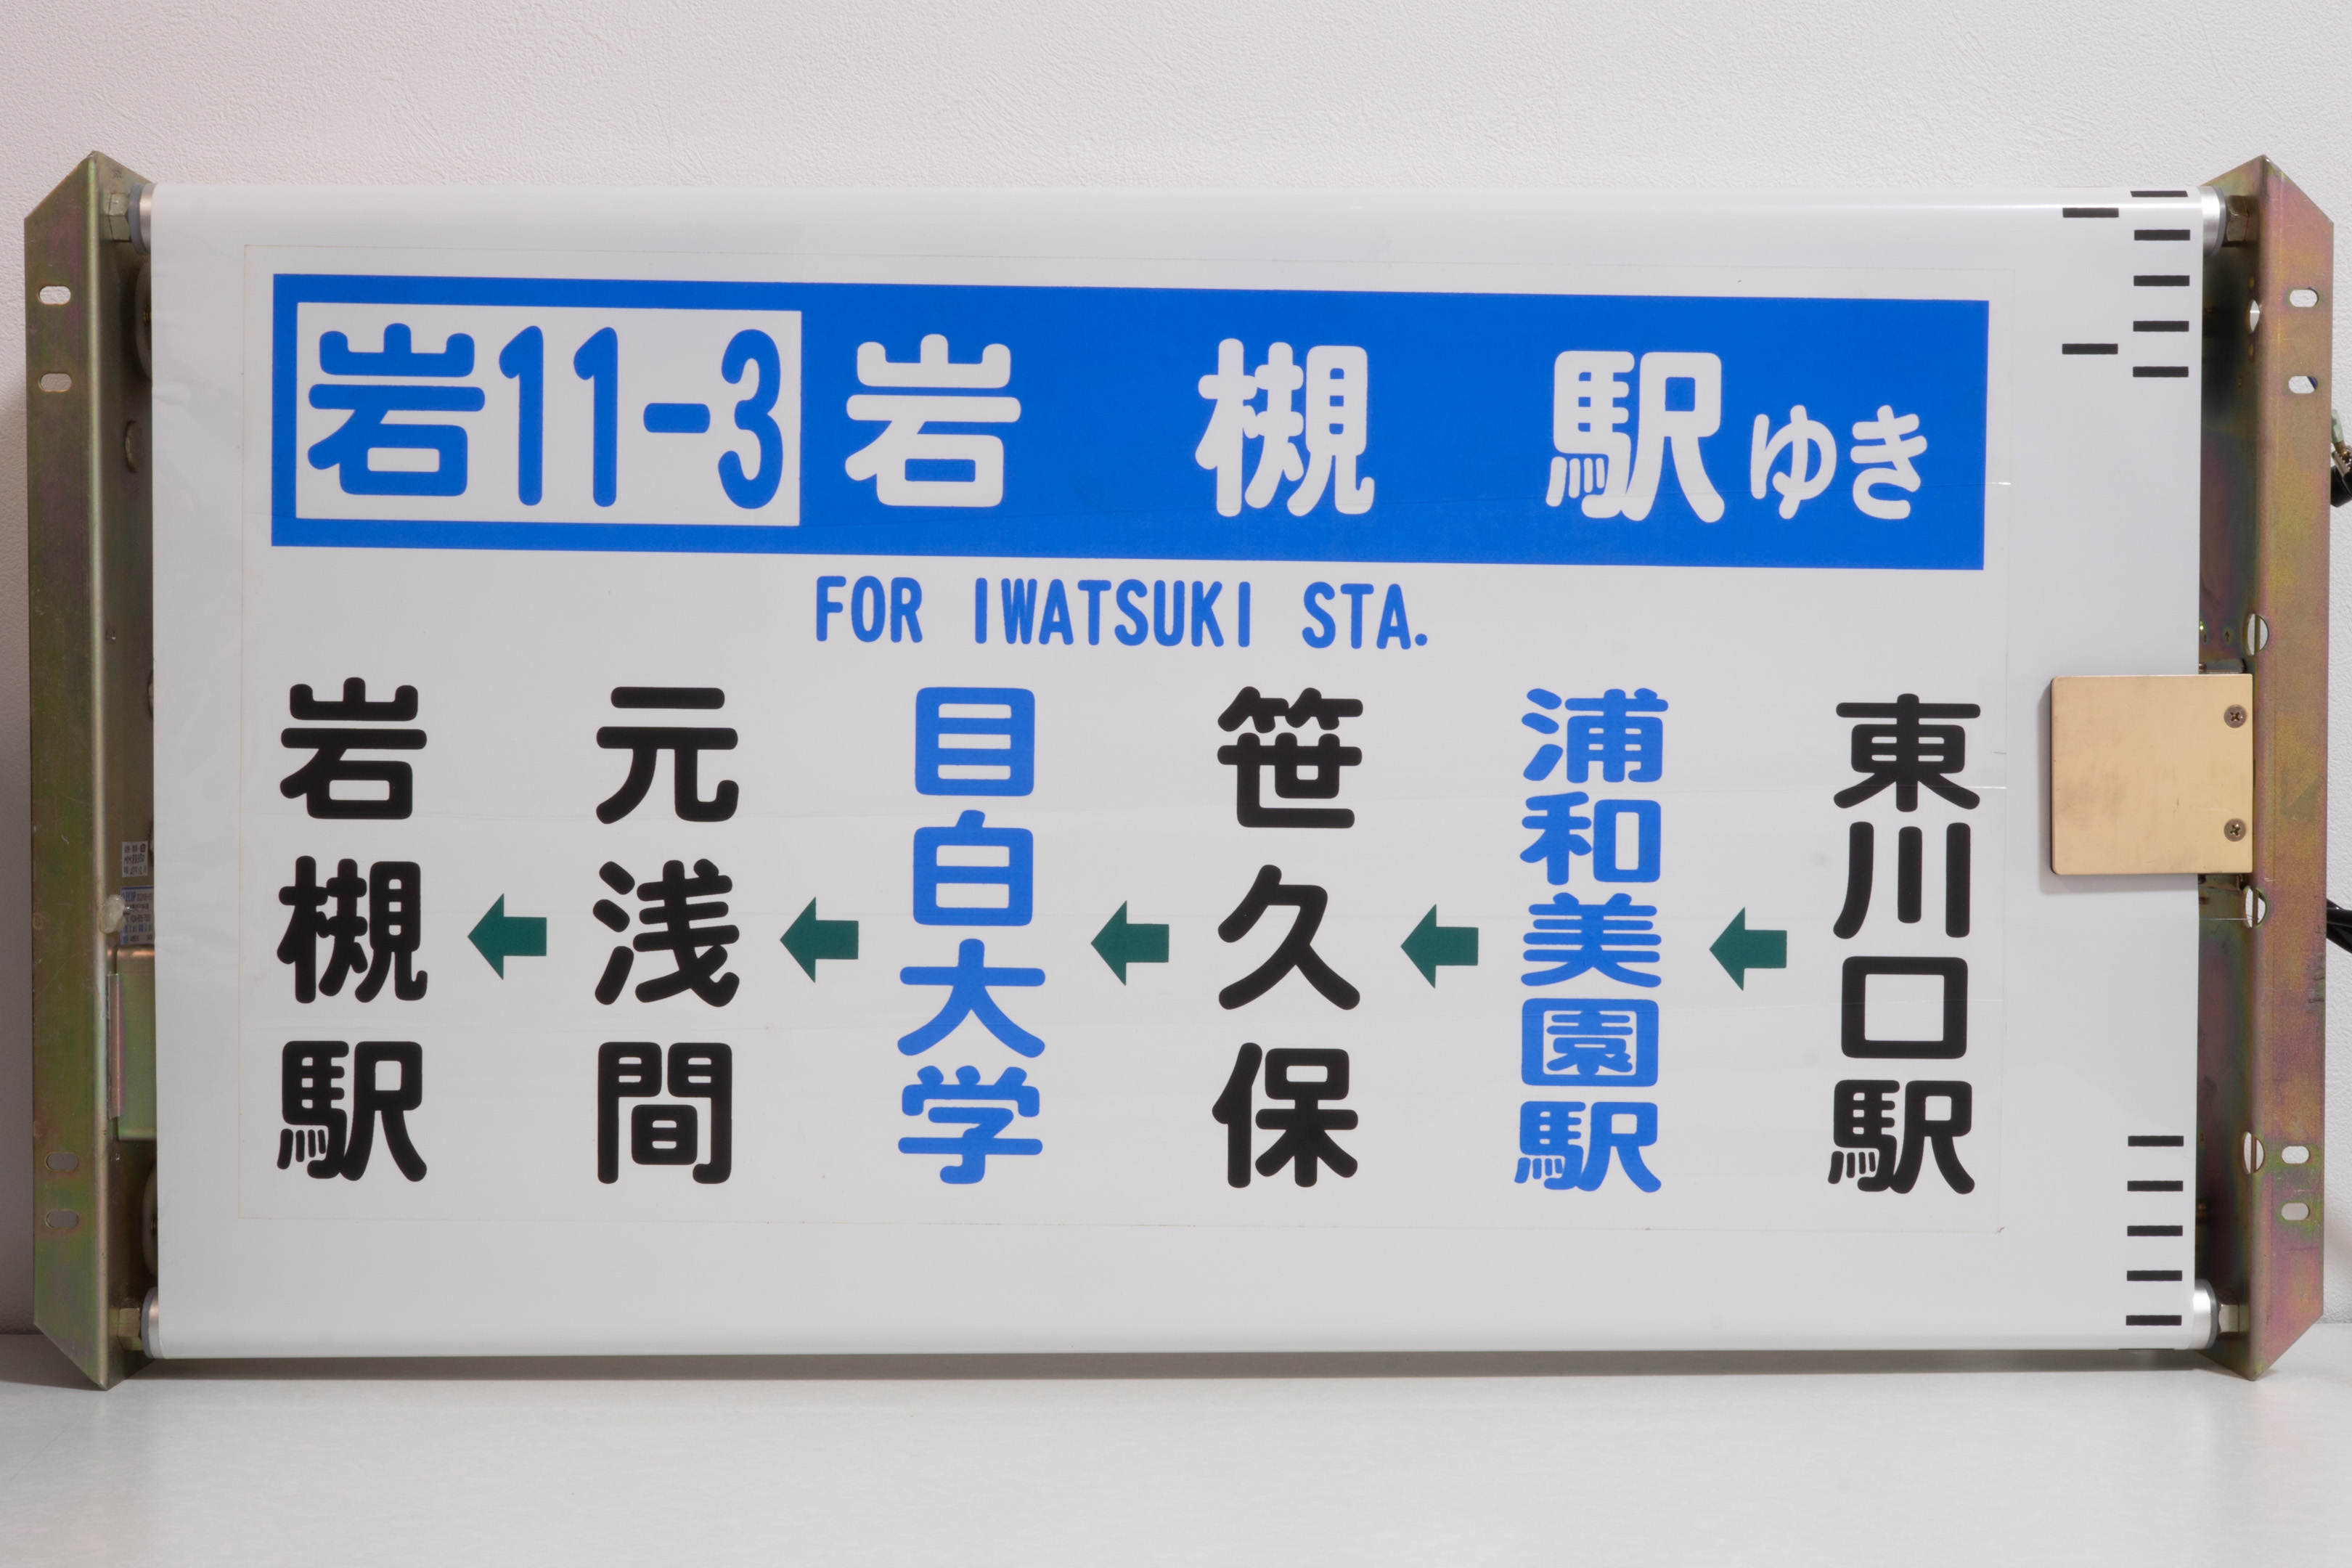 岩11-3 岩槻駅ゆき
FOR IWATSUKI STA.
東川口駅
浦和美園駅
笹久保
目白大学
元浅間
岩槻駅